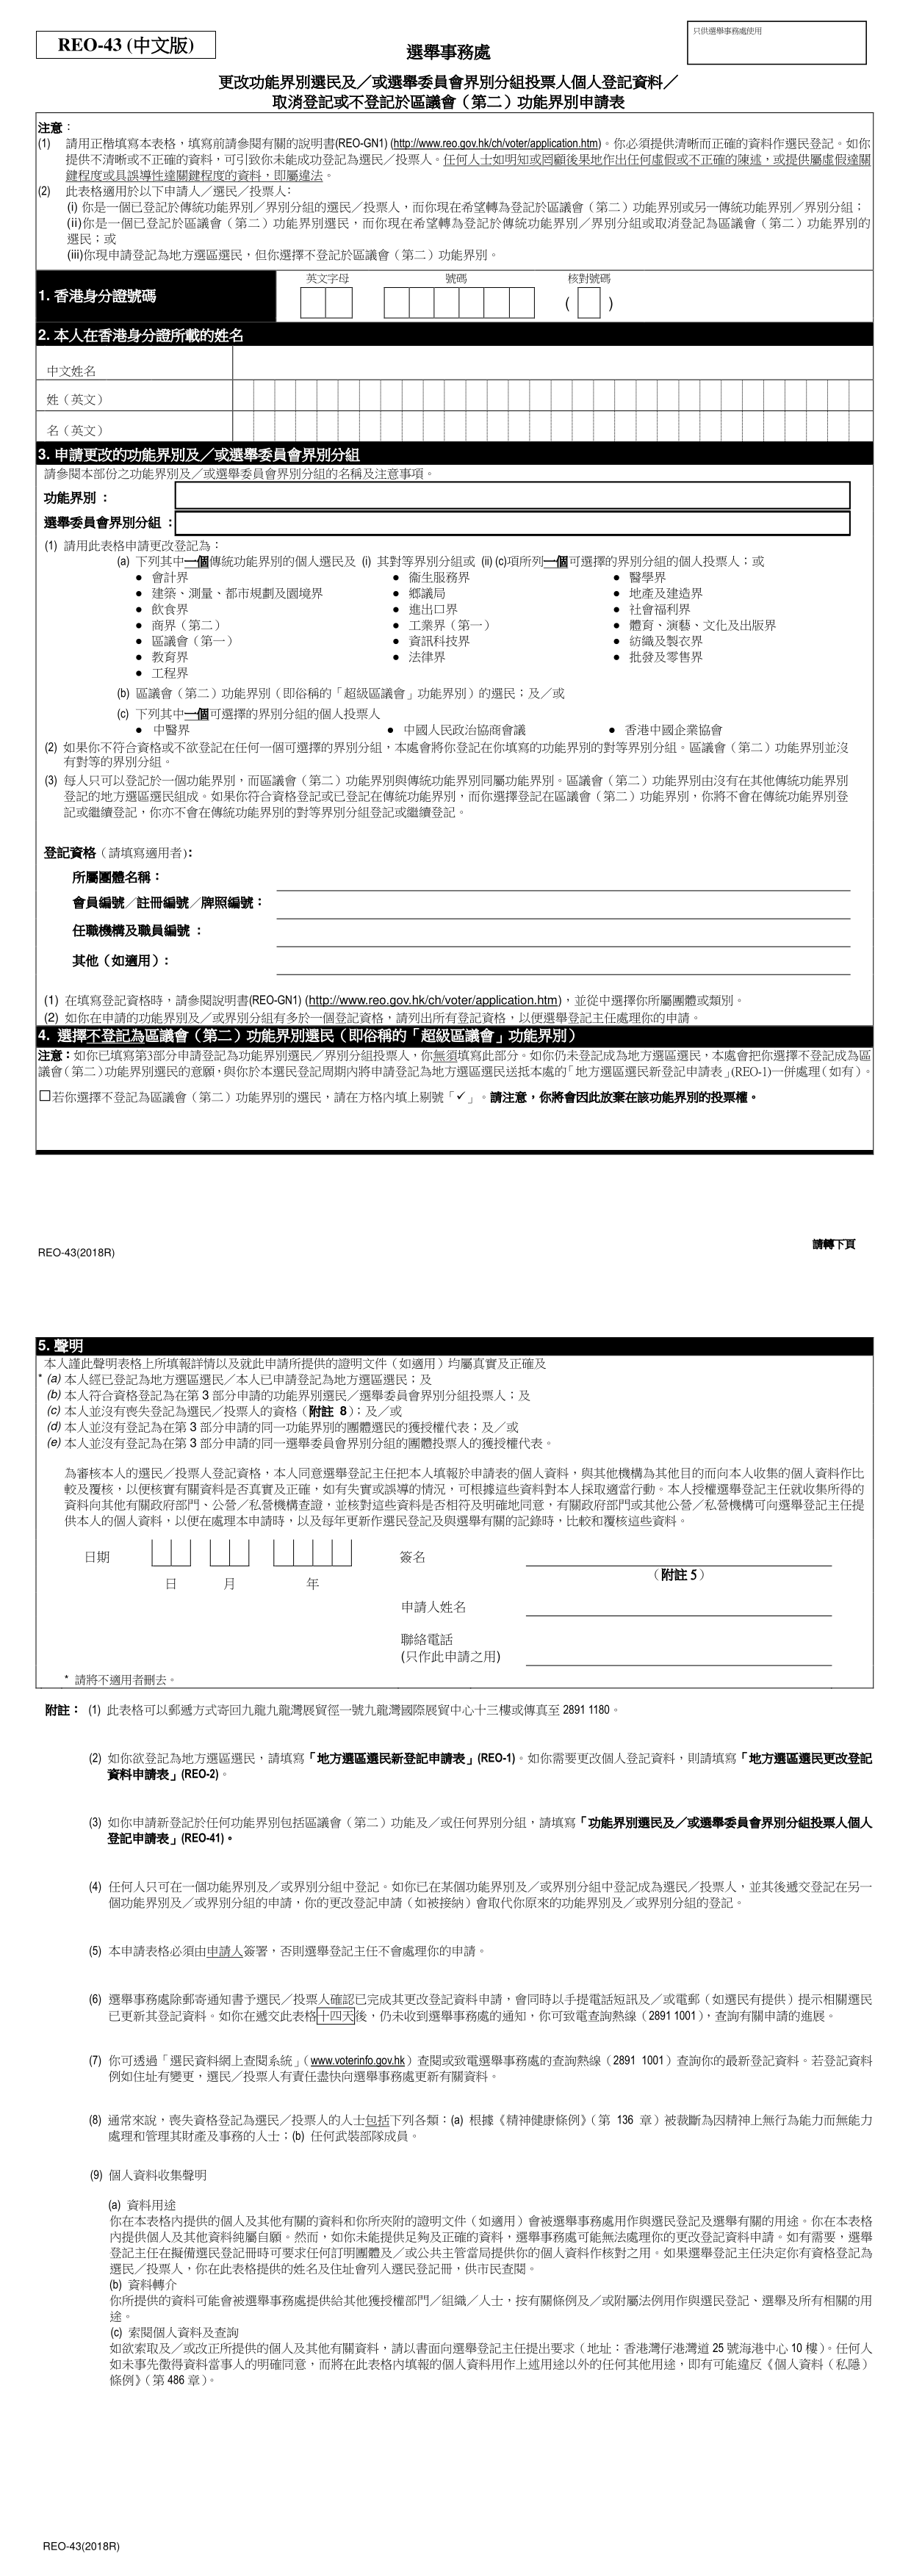 REO-43 (中文版)
只供選舉事務處使用
選舉事務處
更改功能界別選民及／或選舉委員會界別分組投票人個人登記資料／
取消登記或不登記於區議會（第二）功能界別申請表
注意：
(1) 請用正楷填寫本表格，填寫前請參閱有關的說明書(REO-GN1) (http://www.reo.gov.hk/ch/voter/application.htm)。你必須提供清晰而正確的資料作選民登記。如你
提供不清晰或不正確的資料，可引致你未能成功登記為選民／投票人。任何人士如明知或罔顧後果地作出任何虛假或不正確的陳述，或提供屬虛假達關
鍵程度或具誤導性達關鍵程度的資料，即屬違法。
(2) 此表格適用於以下申請人／選民／投票人：
(i) 你是一個已登記於傳統功能界別／界別分組的選民／投票人，而你現在希望轉為登記於區議會（第二）功能界別或另一傳統功能界別／界別分組；
(ii)你是一個已登記於區議會（第二）功能界別選民，而你現在希望轉為登記於傳統功能界別／界別分組或取消登記為區議會（第二）功能界別的
選民；或
(iii)你現申請登記為地方選區選民，但你選擇不登記於區議會（第二）功能界別。
英文字母 號碼 核對號碼
1. 香港身分證號碼 ( )
2. 本人在香港身分證所載的姓名
中文姓名
姓（英文）
名（英文）
3. 申請更改的功能界別及／或選舉委員會界別分組
請參閱本部份之功能界別及／或選舉委員會界別分組的名稱及注意事項。
功能界別 ：
選舉委員會界別分組 ：
(1) 請用此表格申請更改登記為：
(a) 下列其中一個傳統功能界別的個人選民及 (i) 其對等界別分組或 (ii) (c)項所列一個可選擇的界別分組的個人投票人；或
● 會計界 ● 衞生服務界 ● 醫學界
● 建築、測量、都市規劃及園境界 ● 鄉議局 ● 地產及建造界
● 飲食界 ● 進出口界 ● 社會福利界
● 商界（第二） ● 工業界（第一） ● 體育、演藝、文化及出版界
● 區議會（第一） ● 資訊科技界 ● 紡織及製衣界
● 教育界 ● 法律界 ● 批發及零售界
● 工程界
(b) 區議會（第二）功能界別（即俗稱的「超級區議會」功能界別）的選民；及／或
(c) 下列其中一個可選擇的界別分組的個人投票人
● 中醫界 ● 中國人民政治協商會議 ● 香港中國企業協會
(2) 如果你不符合資格或不欲登記在任何一個可選擇的界別分組，本處會將你登記在你填寫的功能界別的對等界別分組。區議會（第二）功能界別並沒
有對等的界別分組。
(3) 每人只可以登記於一個功能界別，而區議會（第二）功能界別與傳統功能界別同屬功能界別。區議會（第二）功能界別由沒有在其他傳統功能界別
登記的地方選區選民組成。如果你符合資格登記或已登記在傳統功能界別，而你選擇登記在區議會（第二）功能界別，你將不會在傳統功能界別登
記或繼續登記，你亦不會在傳統功能界別的對等界別分組登記或繼續登記。
登記資格（請填寫適用者)：
所屬團體名稱：
會員編號／註冊編號／牌照編號：
任職機構及職員編號 ：
其他（如適用）：
(1) 在填寫登記資格時，請參閱說明書(REO-GN1) (http://www.reo.gov.hk/ch/voter/application.htm)，並從中選擇你所屬團體或類別。
(2) 如你在申請的功能界別及／或界別分組有多於一個登記資格，請列出所有登記資格，以便選舉登記主任處理你的申請。
4. 選擇不登記為區議會（第二）功能界別選民（即俗稱的「超級區議會」功能界別）
注意：如你已填寫第3部分申請登記為功能界別選民／界別分組投票人，你無須填寫此部分。如你仍未登記成為地方選區選民，本處會把你選擇不登記成為區
議會（第二）功能界別選民的意願，與你於本選民登記周期內將申請登記為地方選區選民送抵本處的「地方選區選民新登記申請表」(REO-1)一併處理（如有）。
□若你選擇不登記為區議會（第二）功能界別的選民，請在方格內填上剔號「✓」。請注意，你將會因此放棄在該功能界別的投票權。
請轉下頁
REO-43(2018R)
5. 聲明
本人謹此聲明表格上所填報詳情以及就此申請所提供的證明文件（如適用）均屬真實及正確及
* (a) 本人經已登記為地方選區選民／本人已申請登記為地方選區選民；及
(b) 本人符合資格登記為在第 3 部分申請的功能界別選民／選舉委員會界別分組投票人；及
(c) 本人並沒有喪失登記為選民／投票人的資格（附註 8）；及／或
(d) 本人並沒有登記為在第 3 部分申請的同一功能界別的團體選民的獲授權代表；及／或
(e) 本人並沒有登記為在第 3 部分申請的同一選舉委員會界別分組的團體投票人的獲授權代表。
為審核本人的選民／投票人登記資格，本人同意選舉登記主任把本人填報於申請表的個人資料，與其他機構為其他目的而向本人收集的個人資料作比
較及覆核，以便核實有關資料是否真實及正確，如有失實或誤導的情況，可根據這些資料對本人採取適當行動。本人授權選舉登記主任就收集所得的
資料向其他有關政府部門、公營／私營機構查證，並核對這些資料是否相符及明確地同意，有關政府部門或其他公營／私營機構可向選舉登記主任提
供本人的個人資料，以便在處理本申請時，以及每年更新作選民登記及與選舉有關的記錄時，比較和覆核這些資料。
日期 簽名
（附註 5）
日 月 年
申請人姓名
聯絡電話
(只作此申請之用)
* 請將不適用者刪去。
附註： (1) 此表格可以郵遞方式寄回九龍九龍灣展貿徑一號九龍灣國際展貿中心十三樓或傳真至 2891 1180。
(2) 如你欲登記為地方選區選民，請填寫「地方選區選民新登記申請表」(REO-1)。如你需要更改個人登記資料，則請填寫「地方選區選民更改登記
資料申請表」(REO-2)。
(3) 如你申請新登記於任何功能界別包括區議會（第二）功能及／或任何界別分組，請填寫「功能界別選民及／或選舉委員會界別分組投票人個人
登記申請表」(REO-41)。
(4) 任何人只可在一個功能界別及／或界別分組中登記。如你已在某個功能界別及／或界別分組中登記成為選民／投票人，並其後遞交登記在另一
個功能界別及／或界別分組的申請，你的更改登記申請（如被接納）會取代你原來的功能界別及／或界別分組的登記。
(5) 本申請表格必須由申請人簽署，否則選舉登記主任不會處理你的申請。
(6) 選舉事務處除郵寄通知書予選民／投票人確認已完成其更改登記資料申請，會同時以手提電話短訊及／或電郵（如選民有提供）提示相關選民
已更新其登記資料。如你在遞交此表格十四天後，仍未收到選舉事務處的通知，你可致電查詢熱線（2891 1001），查詢有關申請的進展。
(7) 你可透過「選民資料網上查閱系統」（www.voterinfo.gov.hk）查閱或致電選舉事務處的查詢熱線（2891 1001）查詢你的最新登記資料。若登記資料
例如住址有變更，選民／投票人有責任盡快向選舉事務處更新有關資料。
(8) 通常來說，喪失資格登記為選民／投票人的人士包括下列各類：(a) 根據《精神健康條例》（第 136 章）被裁斷為因精神上無行為能力而無能力
處理和管理其財產及事務的人士；(b) 任何武裝部隊成員。
(9) 個人資料收集聲明
(a) 資料用途
你在本表格內提供的個人及其他有關的資料和你所夾附的證明文件（如適用）會被選舉事務處用作與選民登記及選舉有關的用途。你在本表格
內提供個人及其他資料純屬自願。然而，如你未能提供足夠及正確的資料，選舉事務處可能無法處理你的更改登記資料申請。如有需要，選舉
登記主任在擬備選民登記冊時可要求任何訂明團體及／或公共主管當局提供你的個人資料作核對之用。如果選舉登記主任決定你有資格登記為
選民／投票人，你在此表格提供的姓名及住址會列入選民登記冊，供市民查閱。
(b) 資料轉介
你所提供的資料可能會被選舉事務處提供給其他獲授權部門／組織／人士，按有關條例及／或附屬法例用作與選民登記、選舉及所有相關的用
途。
(c) 索閱個人資料及查詢
如欲索取及／或改正所提供的個人及其他有關資料，請以書面向選舉登記主任提出要求（地址：香港灣仔港灣道 25 號海港中心 10 樓）。任何人
如未事先徵得資料當事人的明確同意，而將在此表格內填報的個人資料用作上述用途以外的任何其他用途，即有可能違反《個人資料（私隱）
條例》（第 486 章）。
REO-43(2018R)